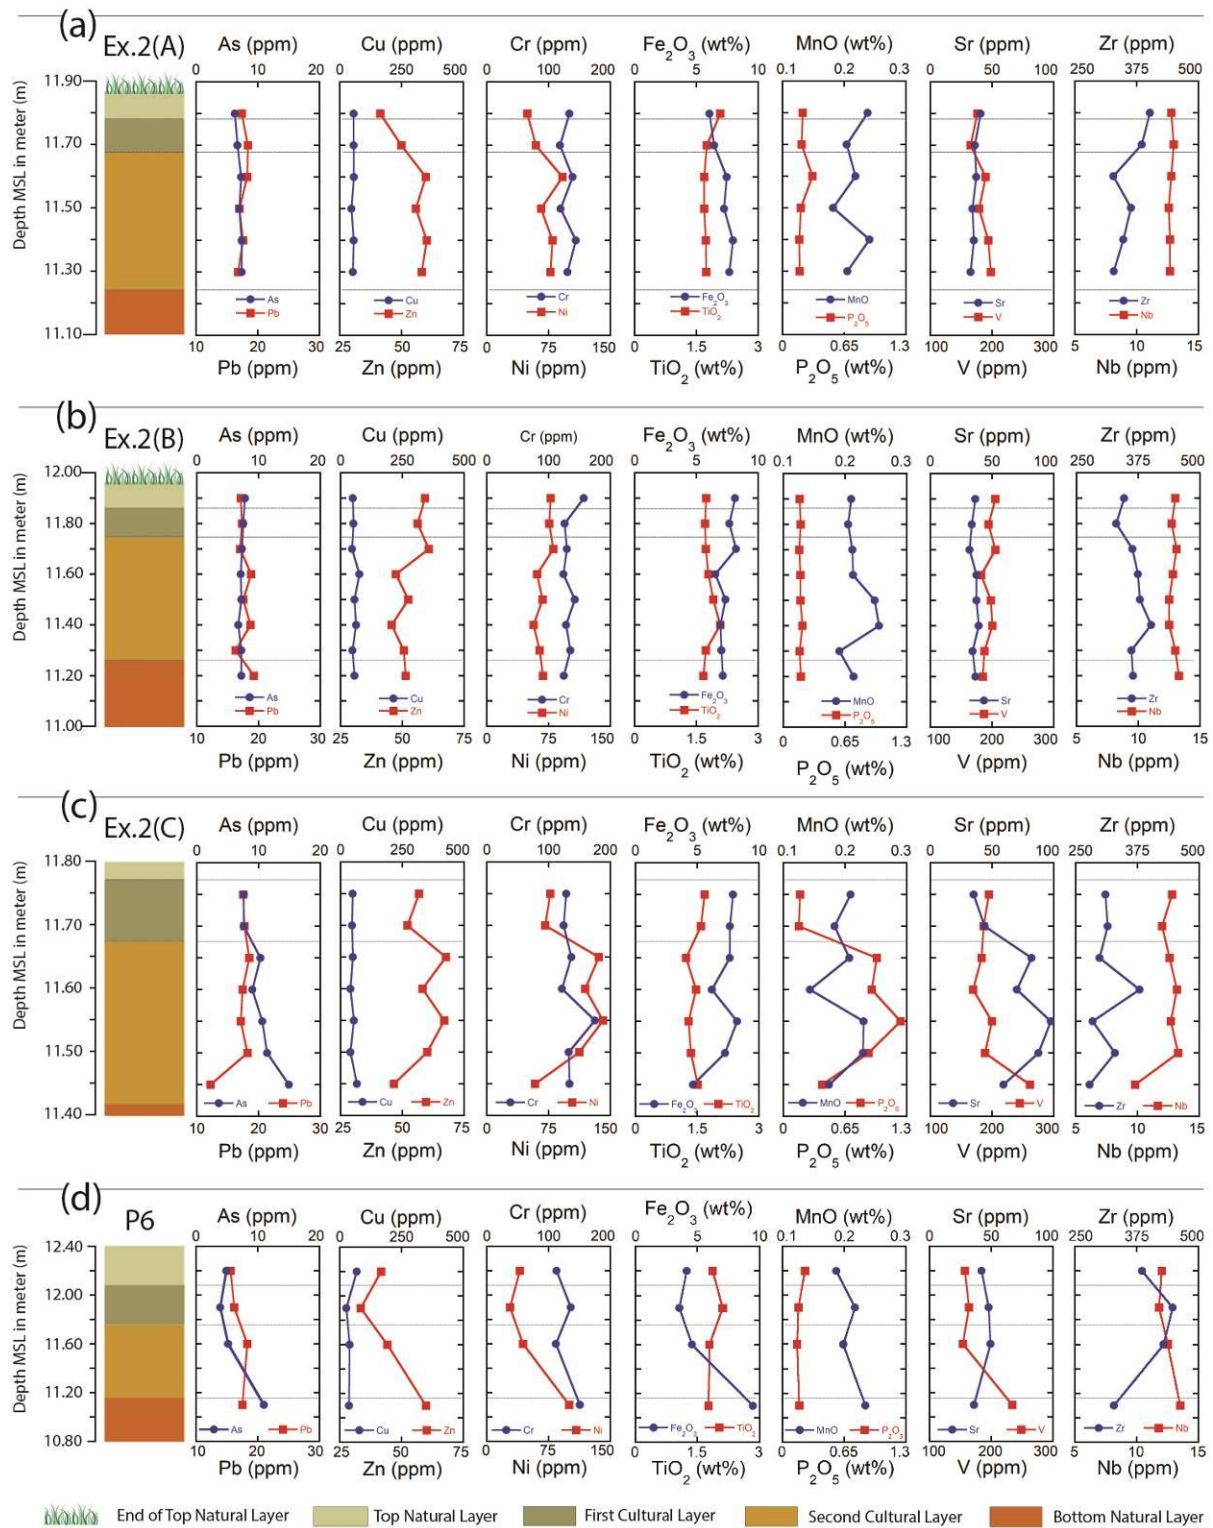 (a)
Ex.2(A)
As (ppm) Cu (ppm) Cr (ppm) Fe2O3 (wt%) MnO (wt%) Sr (ppm) Zr (ppm)
0 10 20 0 250 500 0 100 200 0 5 10 0.1 0.2 0.3 0 50 100 250 375 500
Depth MSL in meter (m)
11.90
11.70
11.50
11.30
11.10
As Cu Cr Fe2O3 MnO Sr Zr
Pb Zn Ni TiO2 P2O5 V Nb
10 20 30 25 50 75 0 75 150 0 1.5 3 0 0.65 1.3 100 200 300 5 10 15
Pb (ppm) Zn (ppm) Ni (ppm) TiO2 (wt%) P2O5 (wt%) V (ppm) Nb (ppm)
(b)
Ex.2(B)
As (ppm) Cu (ppm) Cr (ppm) Fe2O3 (wt%) MnO (wt%) Sr (ppm) Zr (ppm)
0 10 20 0 250 500 0 100 200 0 5 10 0.1 0.2 0.3 0 50 100 250 375 500
Depth MSL in meter (m)
12.00
11.80
11.60
11.40
11.20
11.00
As Cu Cr Fe2O3 MnO Sr Zr
Pb Zn Ni TiO2 P2O5 V Nb
10 20 30 25 50 75 0 75 150 0 1.5 3 0 0.65 1.3 100 200 300 5 10 15
Pb (ppm) Zn (ppm) Ni (ppm) TiO2 (wt%) P2O5 (wt%) V (ppm) Nb (ppm)
(c)
Ex.2(C)
As (ppm) Cu (ppm) Cr (ppm) Fe2O3 (wt%) MnO (wt%) Sr (ppm) Zr (ppm)
0 10 20 0 250 500 0 100 200 0 5 10 0.1 0.2 0.3 0 50 100 250 375 500
Depth MSL in meter (m)
11.80
11.70
11.60
11.50
11.40
As Pb Cu Zn Cr Ni Fe2O3 TiO2 MnO P2O5 Sr V Zr Nb
10 20 30 25 50 75 0 75 150 0 1.5 3 0 0.65 1.3 100 200 300 5 10 15
Pb (ppm) Zn (ppm) Ni (ppm) TiO2 (wt%) P2O5 (wt%) V (ppm) Nb (ppm)
(d)
P6
As (ppm) Cu (ppm) Cr (ppm) Fe2O3 (wt%) MnO (wt%) Sr (ppm) Zr (ppm)
0 10 20 0 250 500 0 100 200 0 5 10 0.1 0.2 0.3 0 50 100 250 375 500
Depth MSL in meter (m)
12.40
12.00
11.60
11.20
10.80
As Pb Cu Zn Cr Ni Fe2O3 TiO2 MnO P2O5 Sr V Zr Nb
10 20 30 25 50 75 0 75 150 0 1.5 3 0 0.65 1.3 100 200 300 5 10 15
Pb (ppm) Zn (ppm) Ni (ppm) TiO2 (wt%) P2O5 (wt%) V (ppm) Nb (ppm)
End of Top Natural Layer Top Natural Layer First Cultural Layer Second Cultural Layer Bottom Natural Layer